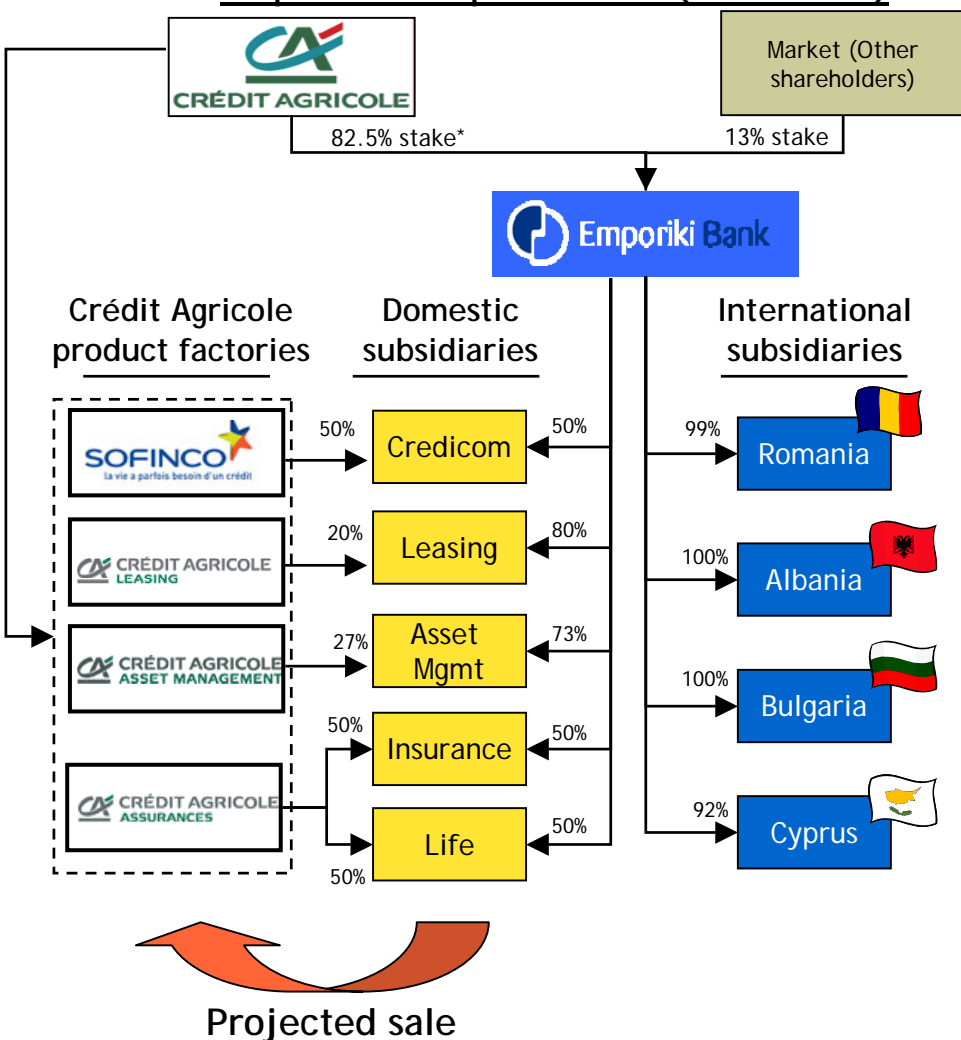 CRÉDIT AGRICOLE
Market (Other
shareholders)
82.5% stake*
13% stake
Emporiki Bank
Crédit Agricole
product factories
Domestic
subsidiaries
International
subsidiaries
SOFINCO
la vie a parfois besoin d'un crédit
50%
Credicom
50%
99%
Romania
CRÉDIT AGRICOLE
LEASING
20%
Leasing
80%
100%
Albania
CRÉDIT AGRICOLE
ASSET MANAGEMENT
27%
Asset
Mgmt
73%
100%
Bulgaria
CRÉDIT AGRICOLE
ASSURANCES
50%
Insurance
50%
50%
Life
50%
92%
Cyprus
Projected sale